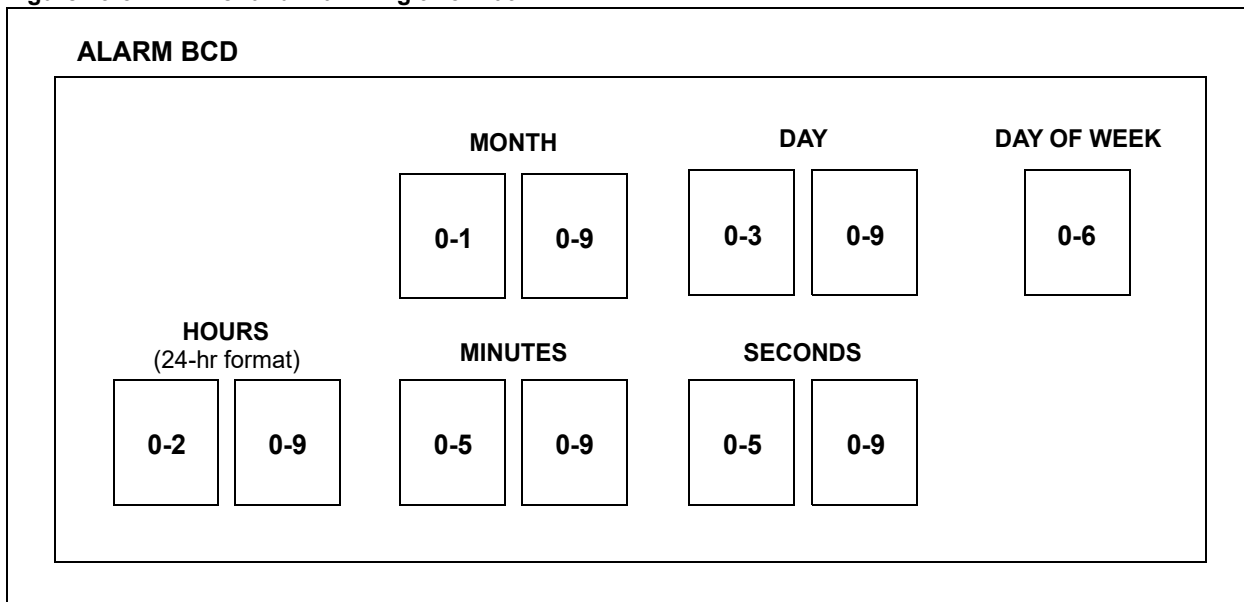 ALARM BCD
MONTH DAY DAY OF WEEK
0-1 0-9 0-3 0-9 0-6
HOURS
(24-hr format)
MINUTES SECONDS
0-2 0-9 0-5 0-9 0-5 0-9